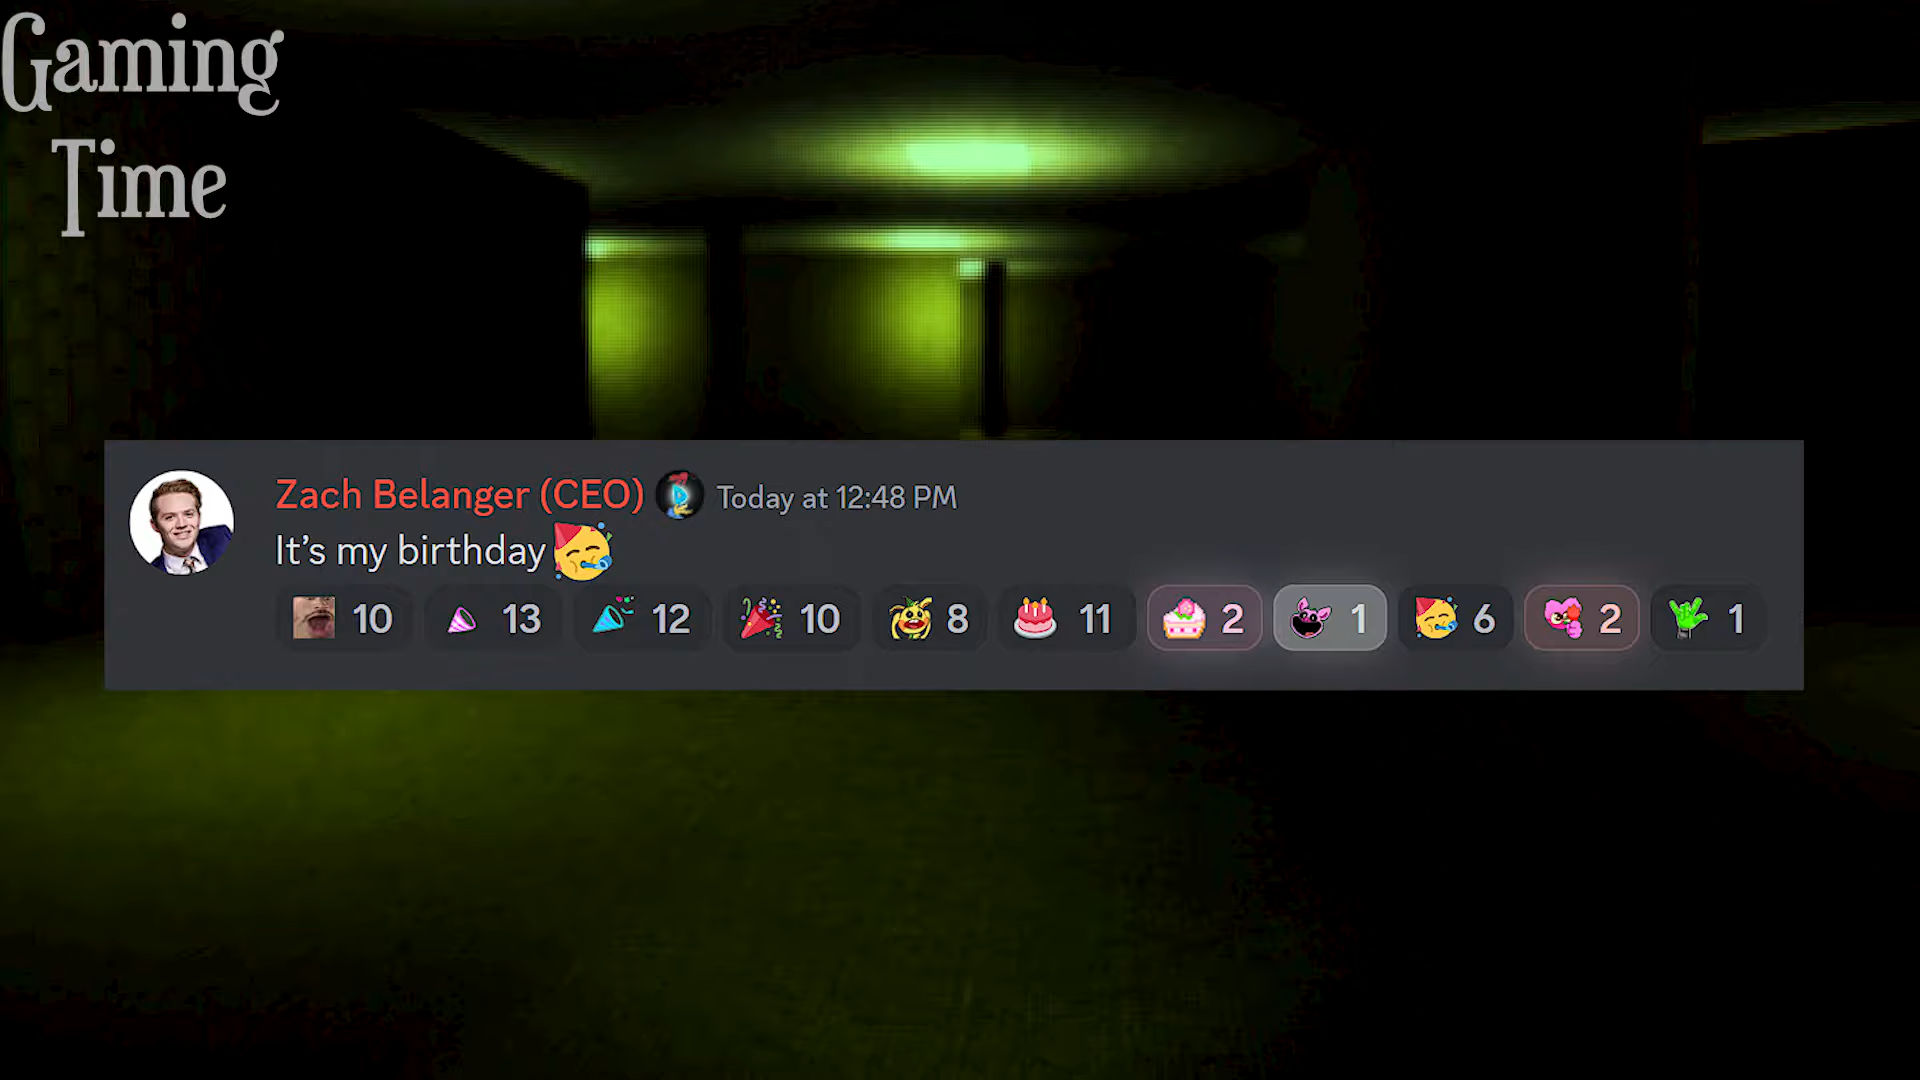 Gaming
Time
Zach Belanger (CEO) Today at 12:48 PM
It's my birthday
10 13 12 10 8 11 2 1 6 2 1